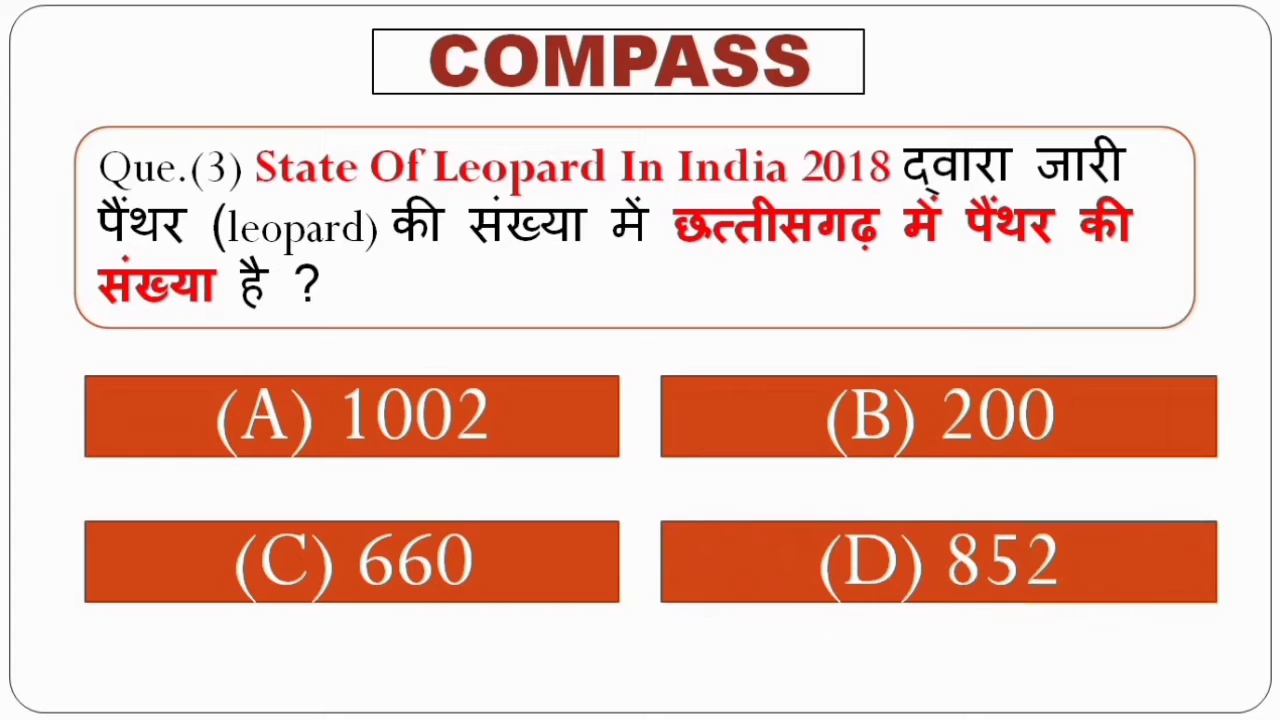 COMPASS
Que.(3) State Of Leopard In India 2018 द्वारा जारी
पैंथर (leopard) की संख्या में छत्तीसगढ़ में पैंथर की
संख्या है ?
(A) 1002
(B) 200
(C) 660
(D) 852